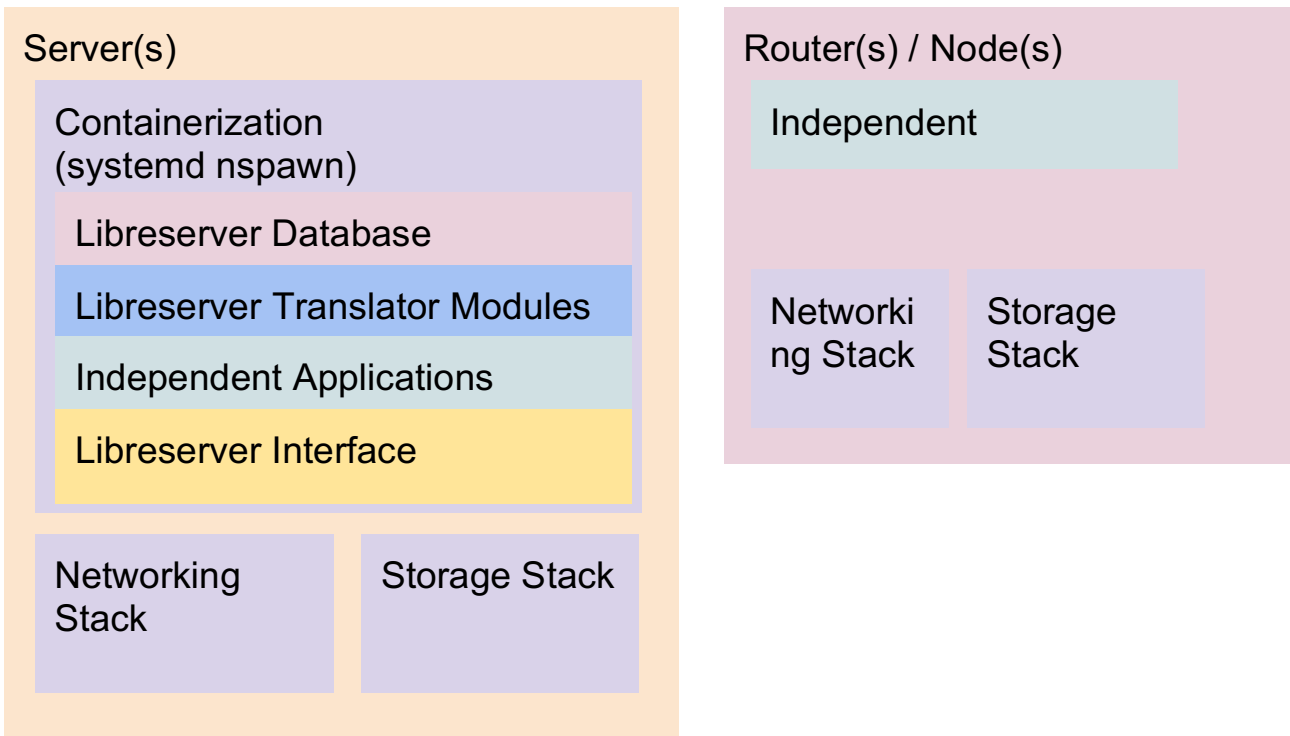 Server(s)
Containerization
(systemd nspawn)
Libreserver Database
Libreserver Translator Modules
Independent Applications
Libreserver Interface
Networking
Stack
Storage Stack
Router(s) / Node(s)
Independent
Networki
ng Stack
Storage
Stack